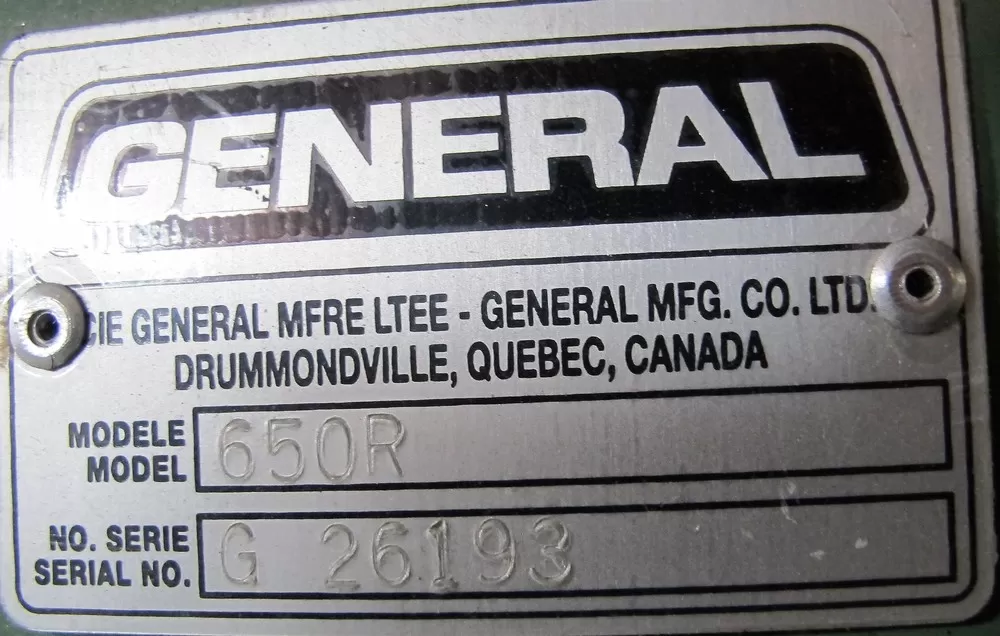 GENERAL
CIE GENERAL MFRE LTEE - GENERAL MFG. CO. LTD.
DRUMMONDVILLE, QUEBEC, CANADA
MODELE
MODEL
650R
NO. SERIE
SERIAL NO.
G 26193